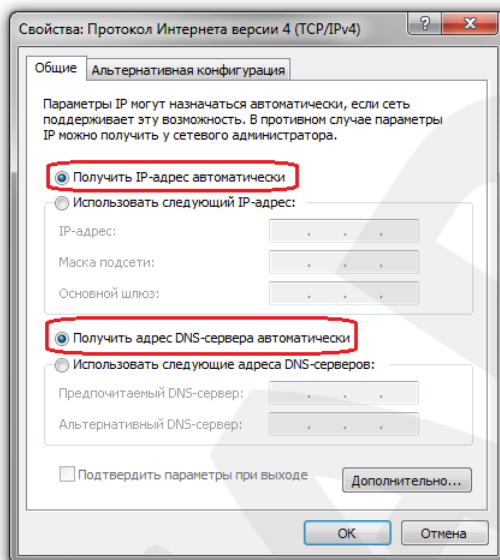 Свойства: Протокол Интернета версии 4 (TCP/IPv4)
Общие
Альтернативная конфигурация
Параметры IP могут назначаться автоматически, если сеть
поддерживает эту возможность. В противном случае параметры
IP можно получить у сетевого администратора.
Получить IP-адрес автоматически
Использовать следующий IP-адрес:
IP-адрес:
Маска подсети:
Основной шлюз:
Получить адрес DNS-сервера автоматически
Использовать следующие адреса DNS-серверов:
Предпочитаемый DNS-сервер:
Альтернативный DNS-сервер:
Подтвердить параметры при выходе
Дополнительно...
ОК
Отмена